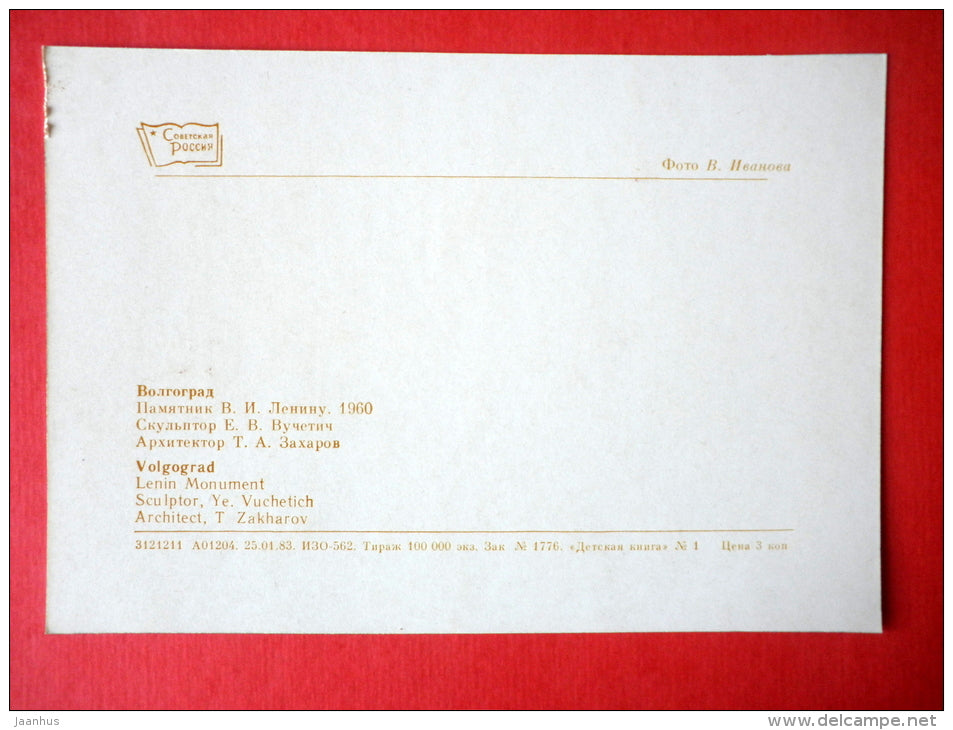 Советская
Россия
Фото В. Иванова
Волгоград
Памятник В. И. Ленину. 1960
Скульптор Е. В. Вучетич
Архитектор Т. А. Захаров
Volgograd
Lenin Monument
Sculptor, Ye. Vuchetich
Architect, T Zakharov
3121211 А01204. 25.01.83. ИЗО-562. Тираж 100 000 экз. Зак № 1776. «Детская книга» № 1 Цена 3 коп
jaanhus
www.delcampe.net